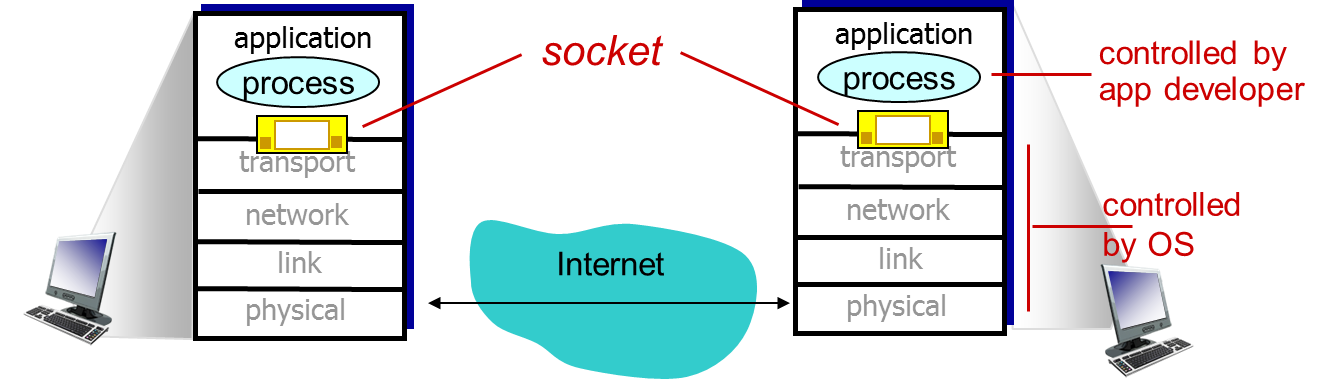 application
process
transport
network
link
physical
socket
Internet
application
process
transport
network
link
physical
controlled by
app developer
controlled
by OS